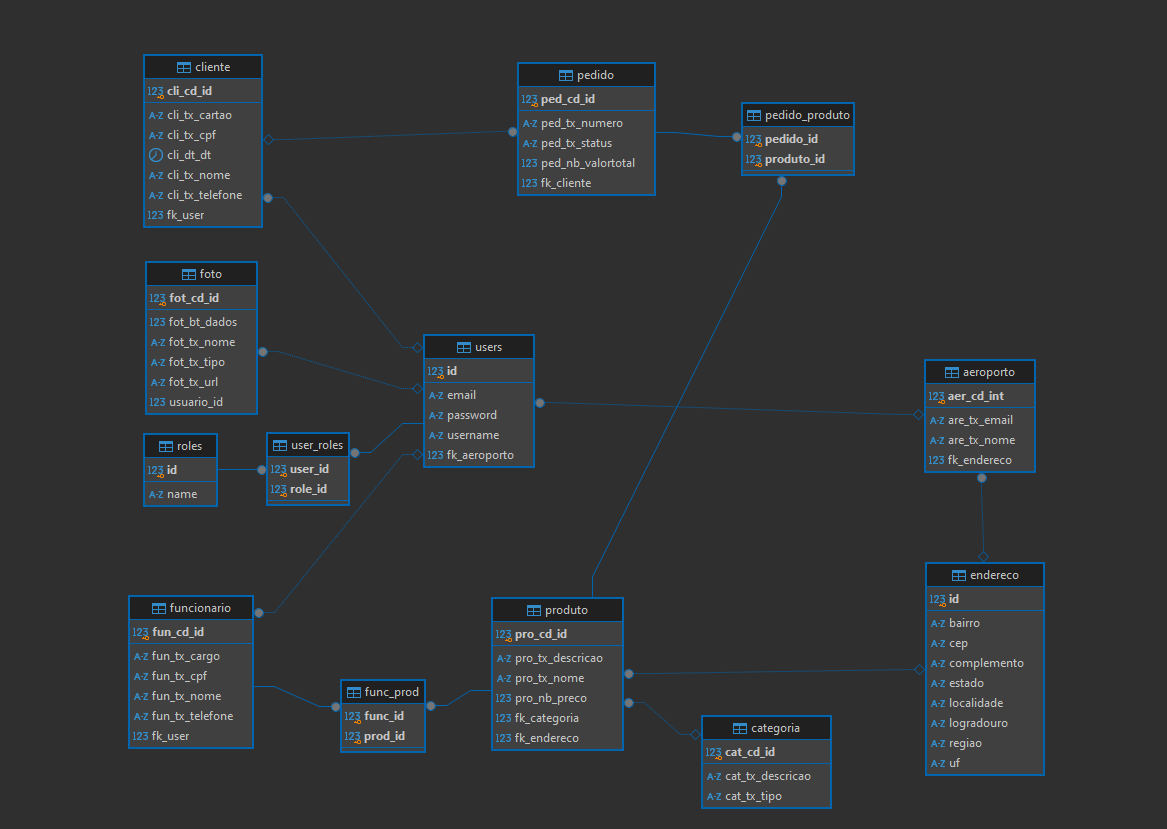 cliente
123 cli_cd_id
A-Z cli_tx_cartao
A-Z cli_tx_cpf
cli_dt_dt
A-Z cli_tx_nome
A-Z cli_tx_telefone
123 fk_user
pedido
123 ped_cd_id
A-Z ped_tx_numero
A-Z ped_tx_status
123 ped_nb_valortotal
123 fk_cliente
pedido_produto
123 pedido_id
123 produto_id
foto
123 fot_cd_id
123 fot_bt_dados
A-Z fot_tx_nome
A-Z fot_tx_tipo
A-Z fot_tx_url
123 usuario_id
users
123 id
A-Z email
A-Z password
A-Z username
123 fk_aeroporto
aeroporto
123 aer_cd_int
A-Z are_tx_email
A-Z are_tx_nome
123 fk_endereco
roles
123 id
A-Z name
user_roles
123 user_id
123 role_id
endereco
123 id
A-Z bairro
A-Z cep
A-Z complemento
A-Z estado
A-Z localidade
A-Z logradouro
A-Z regiao
A-Z uf
funcionario
123 fun_cd_id
A-Z fun_tx_cargo
A-Z fun_tx_cpf
A-Z fun_tx_nome
A-Z fun_tx_telefone
123 fk_user
func_prod
123 func_id
123 prod_id
produto
123 pro_cd_id
A-Z pro_tx_descricao
A-Z pro_tx_nome
123 pro_nb_preco
123 fk_categoria
123 fk_endereco
categoria
123 cat_cd_id
A-Z cat_tx_descricao
A-Z cat_tx_tipo